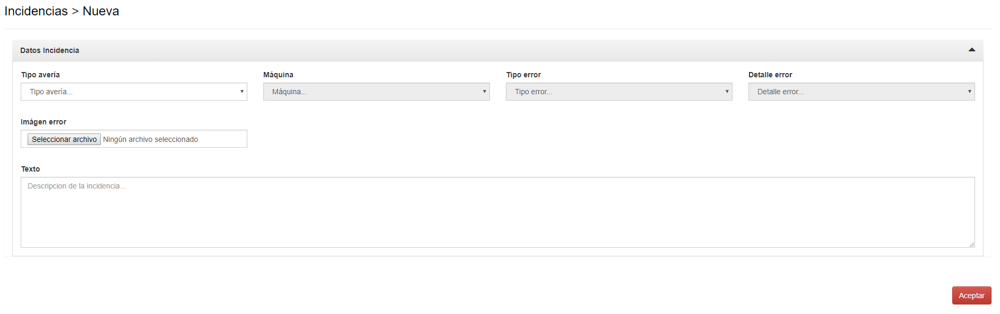 Incidencias > Nueva
Datos Incidencia
Tipo avería Máquina Tipo error Detalle error
Tipo avería... Máquina... Tipo error... Detalle error...
Imágen error
Seleccionar archivo Ningún archivo seleccionado
Texto
Descripcion de la incidencia...
Aceptar